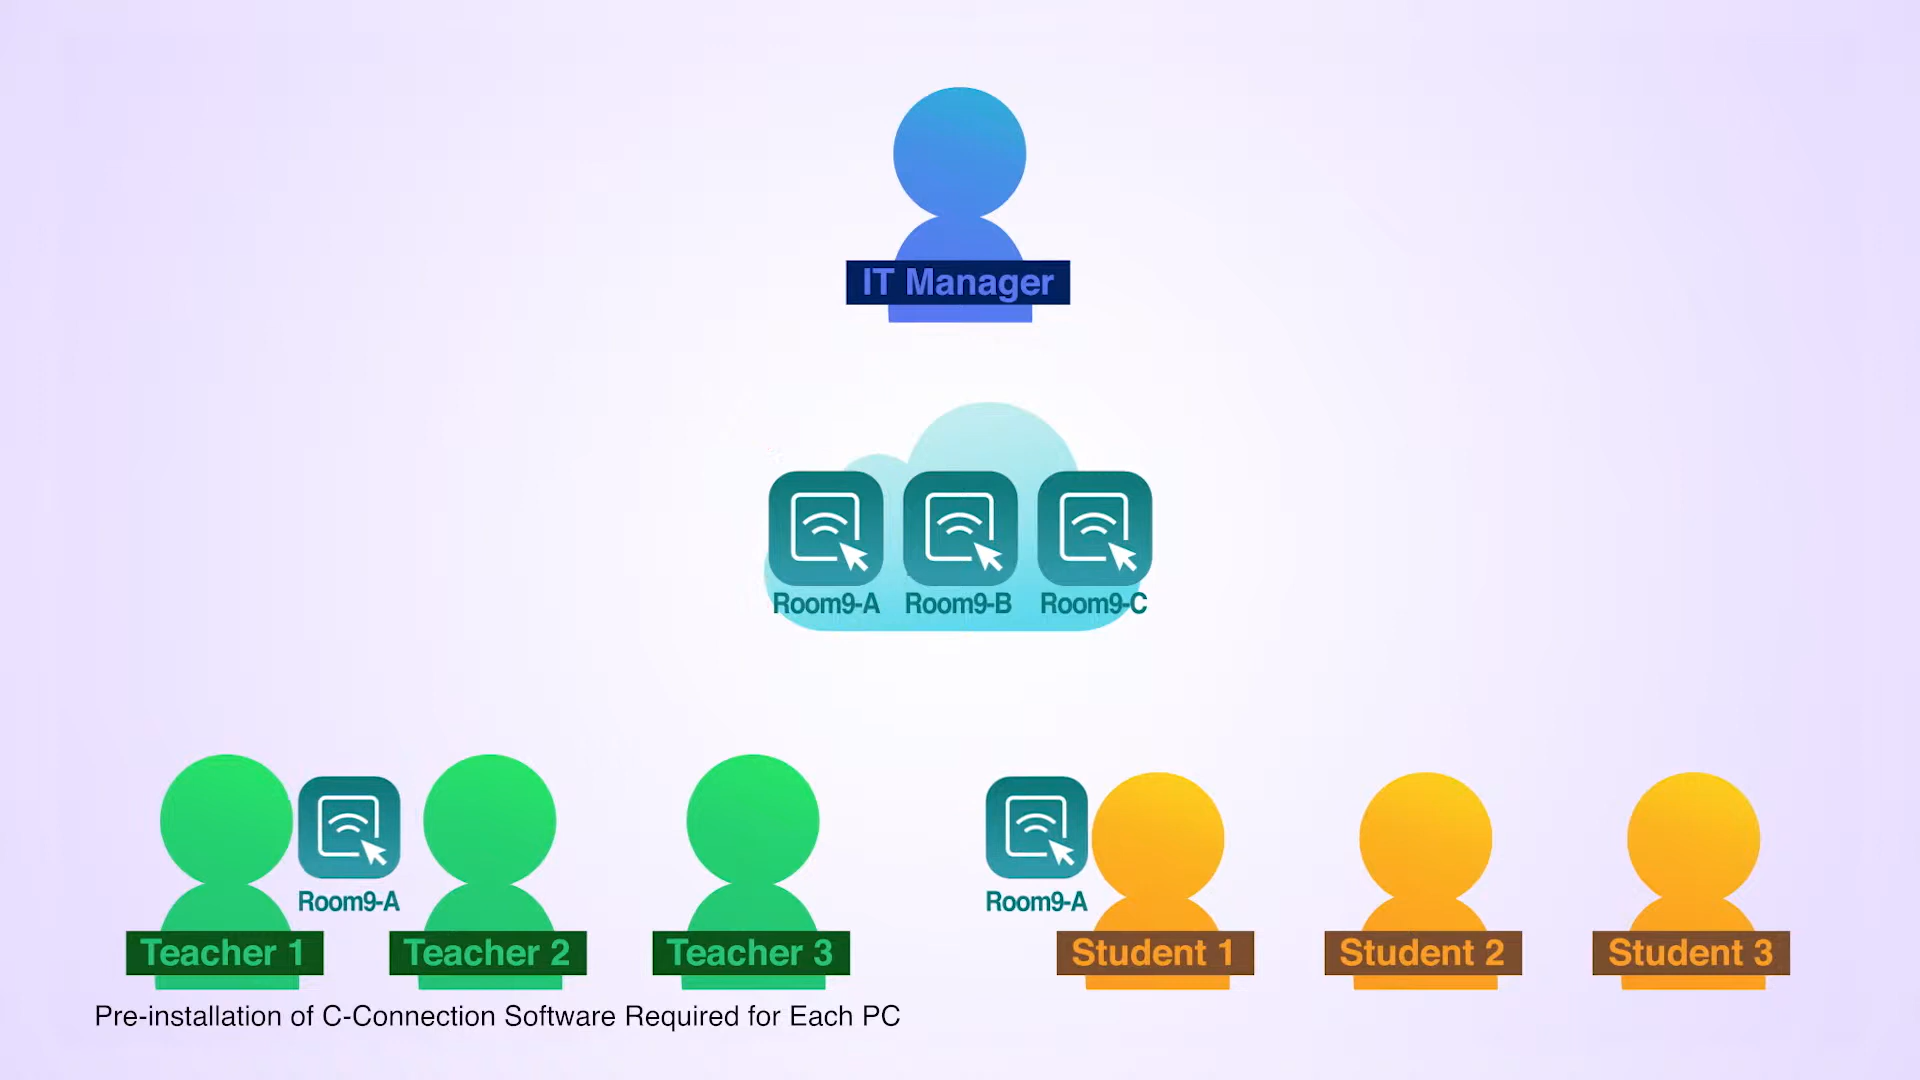 IT Manager
Room9-A Room9-B Room9-C
Room9-A Room9-A
Teacher 1 Teacher 2 Teacher 3 Student 1 Student 2 Student 3
Pre-installation of C-Connection Software Required for Each PC